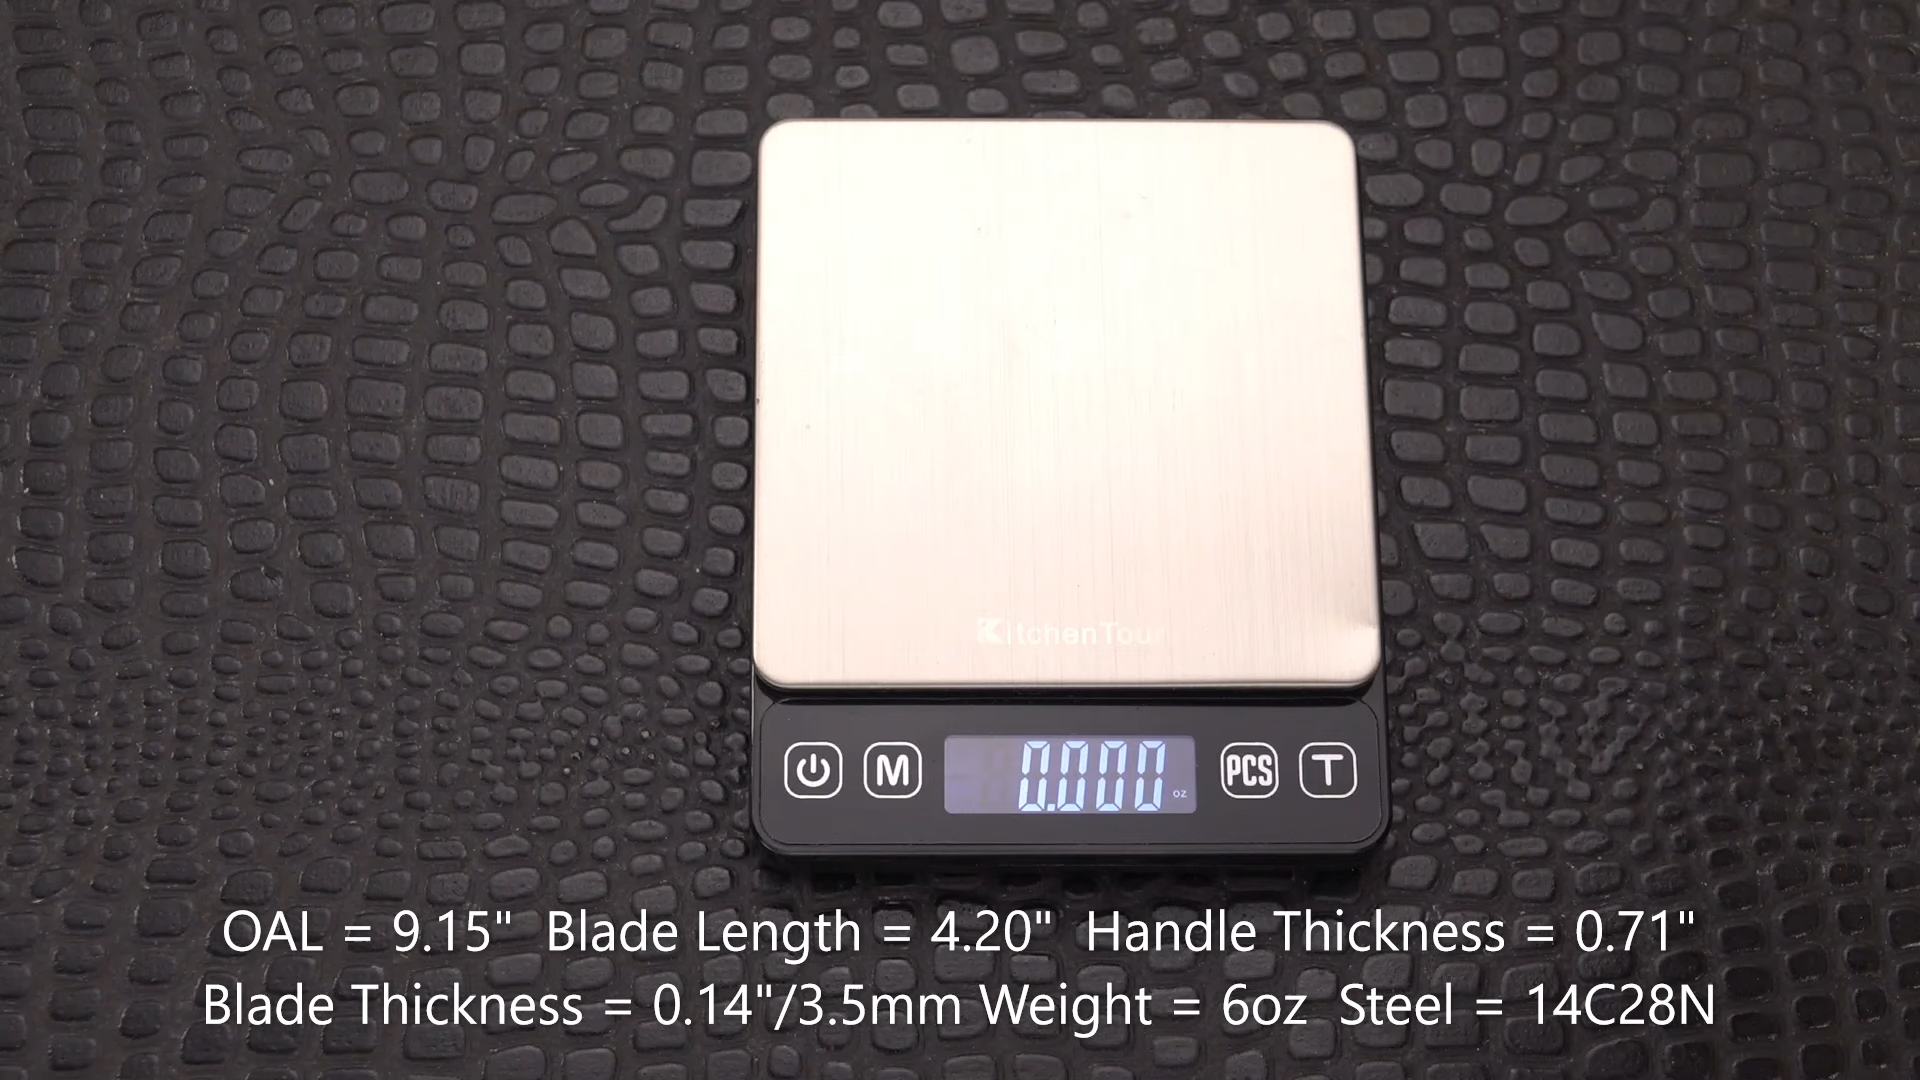 KitchenTour
M
0.000 oz
PCS
T
OAL = 9.15" Blade Length = 4.20" Handle Thickness = 0.71"
Blade Thickness = 0.14"/3.5mm Weight = 6oz Steel = 14C28N